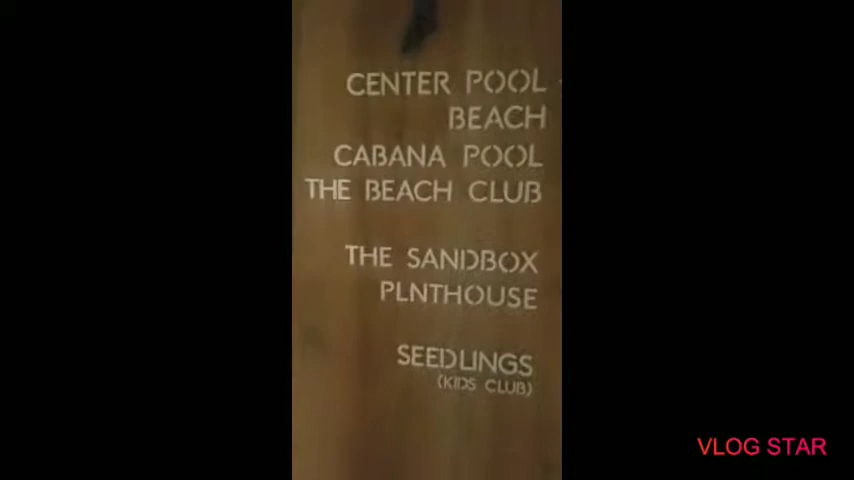 CENTER POOL
BEACH
CABANA POOL
THE BEACH CLUB
THE SANDBOX
PLNTHOUSE
SEEDLINGS
(KIDS CLUB)
VLOG STAR